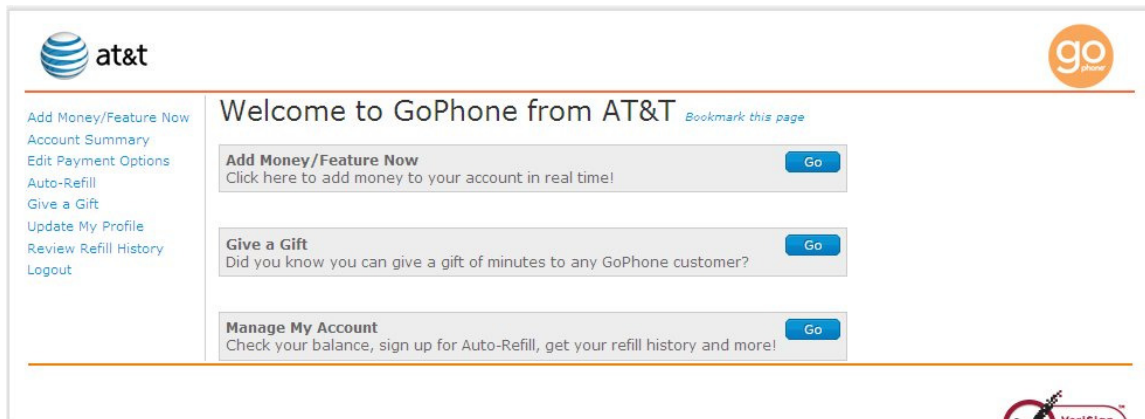 at&t
go
phone
Add Money/Feature Now
Account Summary
Edit Payment Options
Auto-Refill
Give a Gift
Update My Profile
Review Refill History
Logout
Welcome to GoPhone from AT&T Bookmark this page
Add Money/Feature Now
Go
Click here to add money to your account in real time!
Give a Gift
Go
Did you know you can give a gift of minutes to any GoPhone customer?
Manage My Account
Go
Check your balance, sign up for Auto-Refill, get your refill history and more!
VeriSign